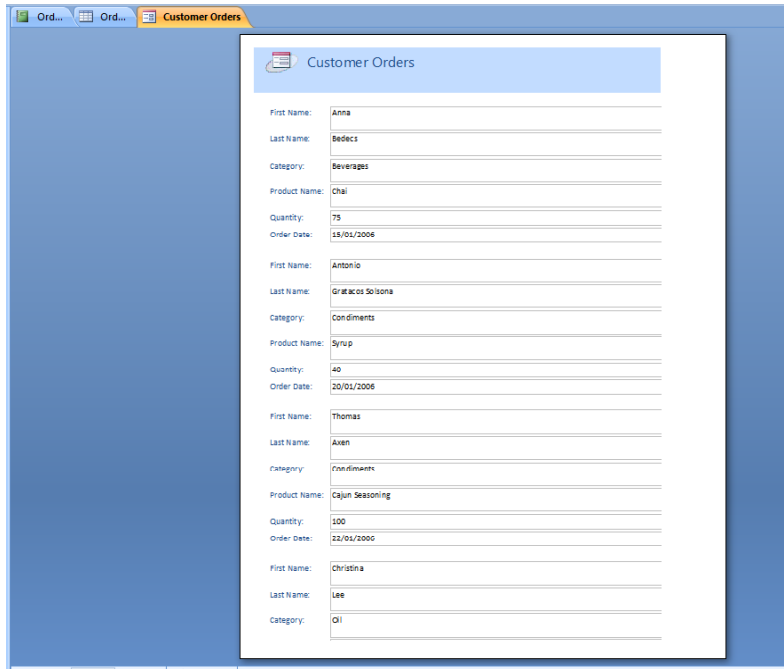 Ord... Ord... Customer Orders
Customer Orders
First Name: Anna
Last Name: Bedecs
Category: Beverages
Product Name: Chai
Quantity: 75
Order Date: 15/01/2006
First Name: Antonio
Last Name: Gratacos Solsona
Category: Condiments
Product Name: Syrup
Quantity: 40
Order Date: 20/01/2006
First Name: Thomas
Last Name: Axen
Category: Condiments
Product Name: Cajun Seasoning
Quantity: 100
Order Date: 22/01/2006
First Name: Christina
Last Name: Lee
Category: Oil